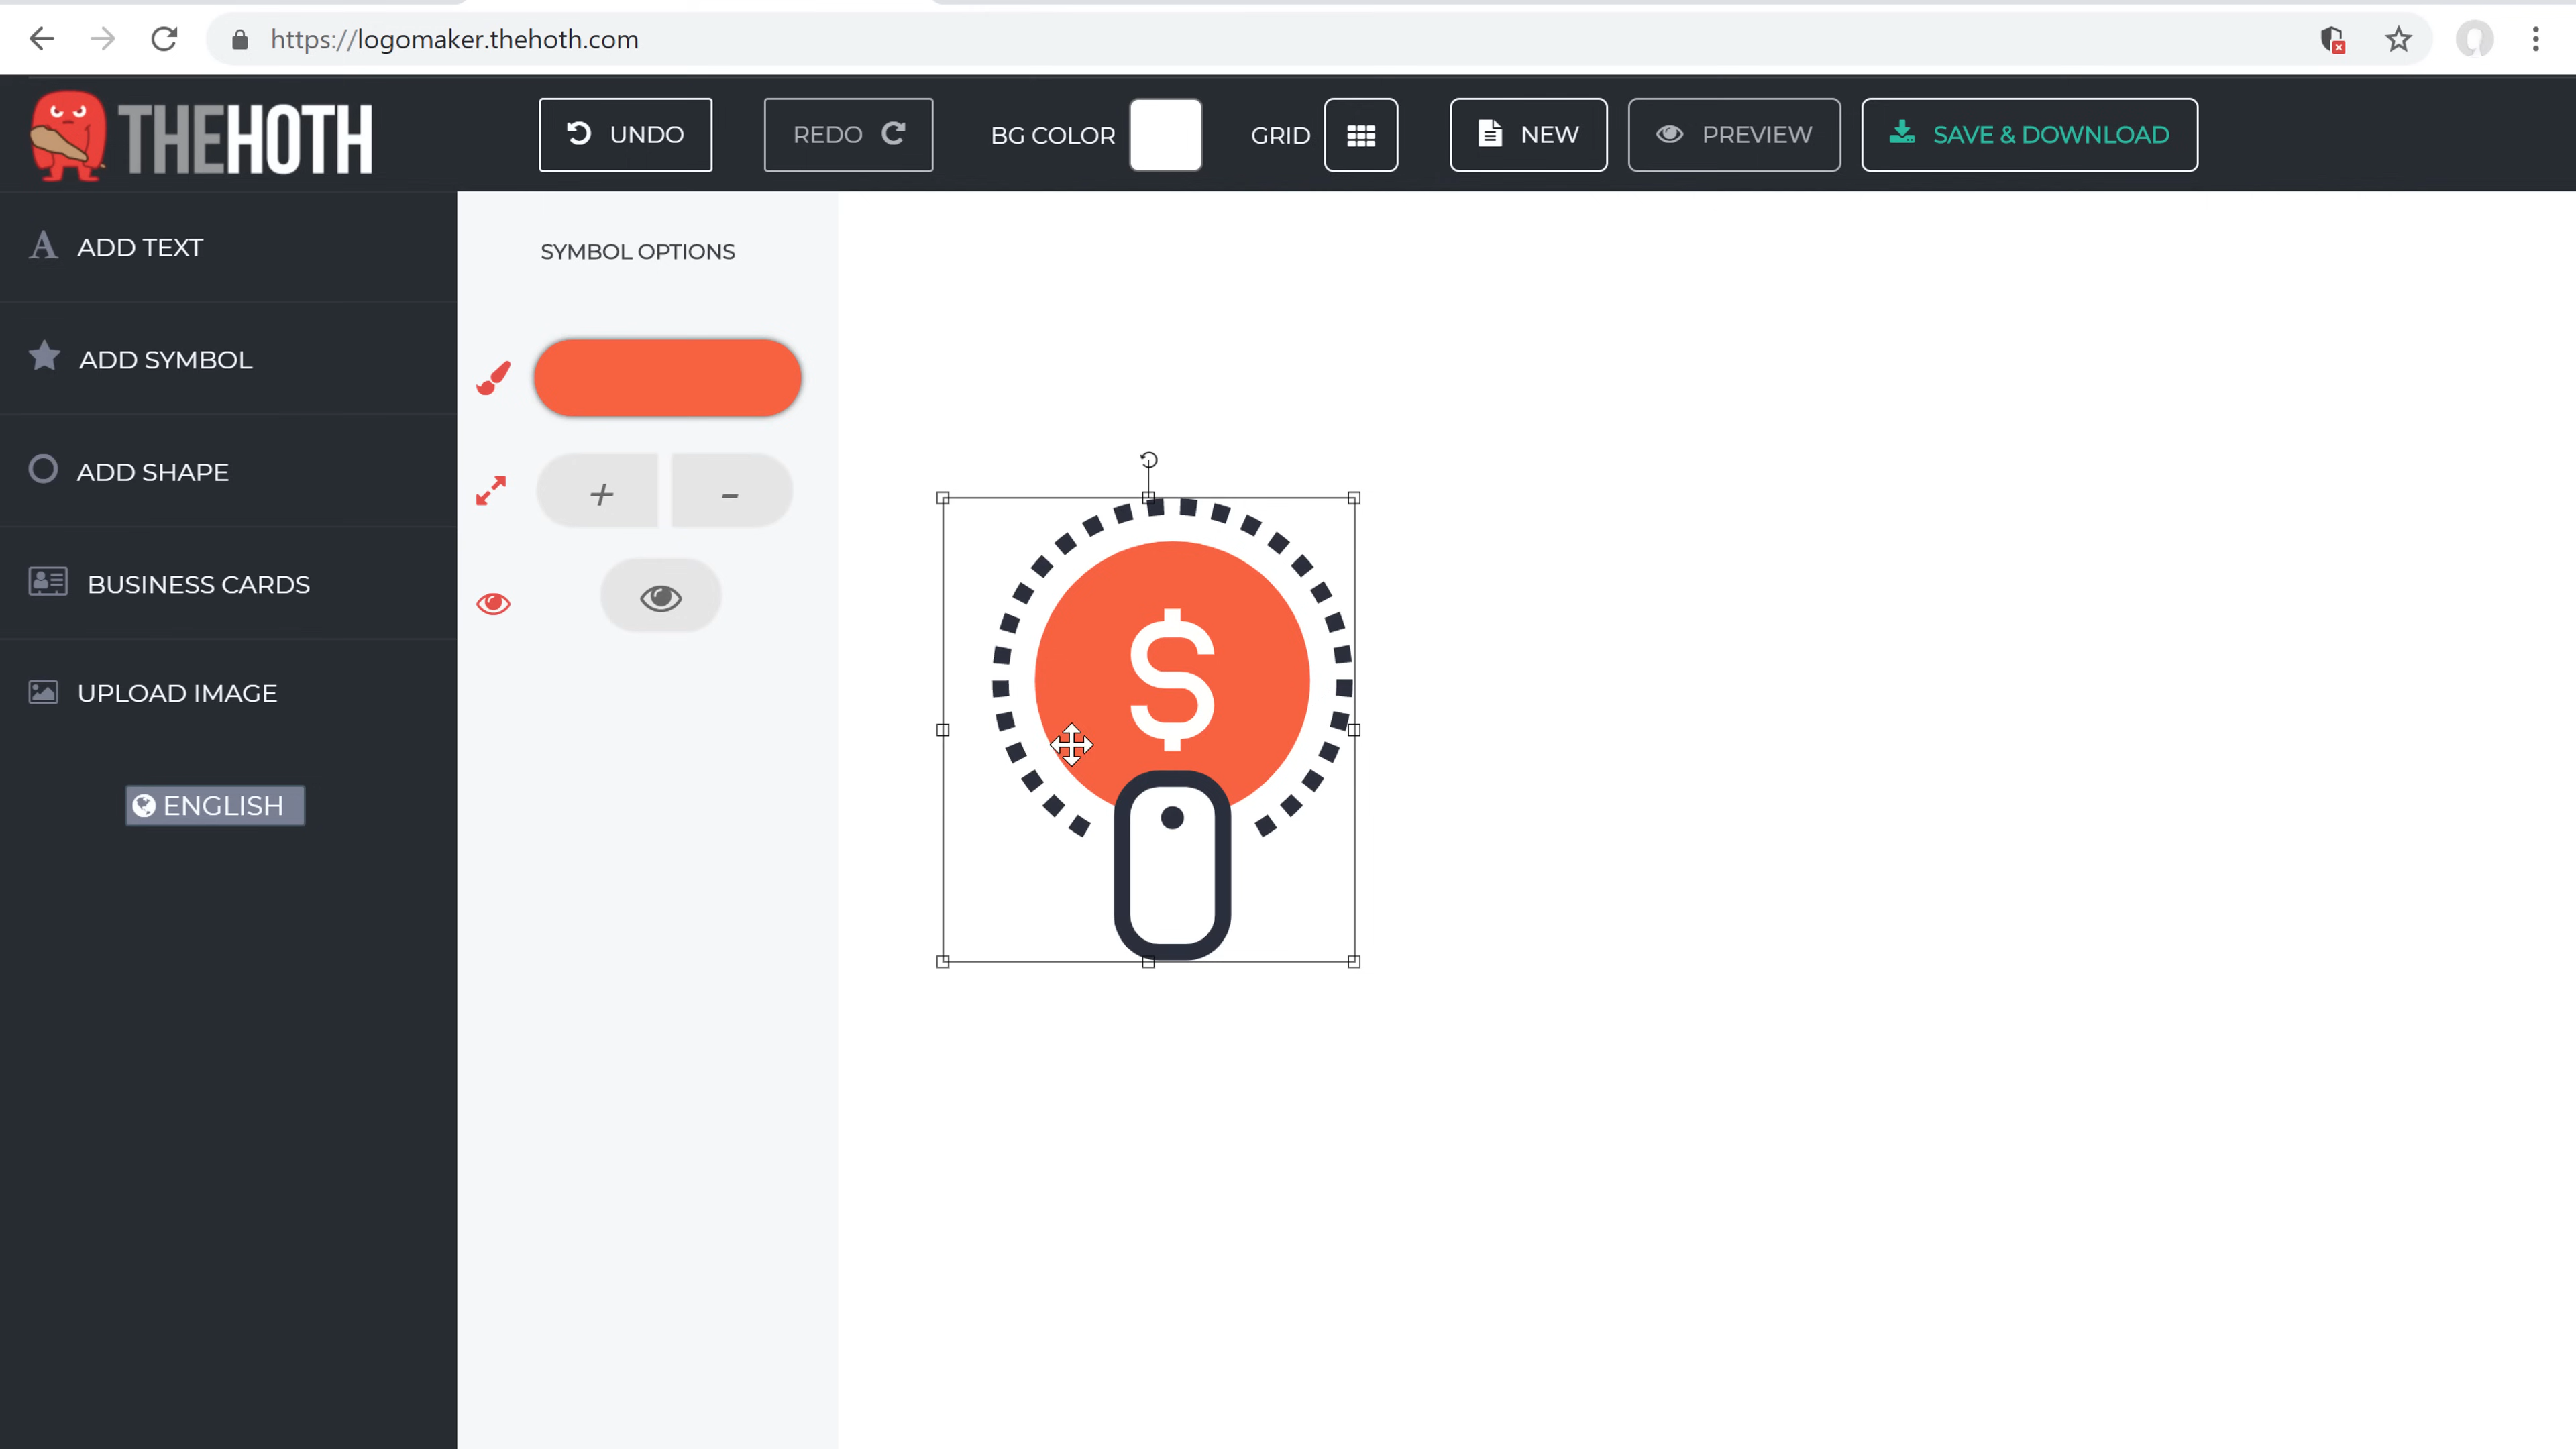 https://logomaker.thehoth.com
THEHOTH
UNDO
REDO
BG COLOR
GRID
NEW
PREVIEW
SAVE & DOWNLOAD
ADD TEXT
ADD SYMBOL
ADD SHAPE
BUSINESS CARDS
UPLOAD IMAGE
ENGLISH
SYMBOL OPTIONS
+ -
$